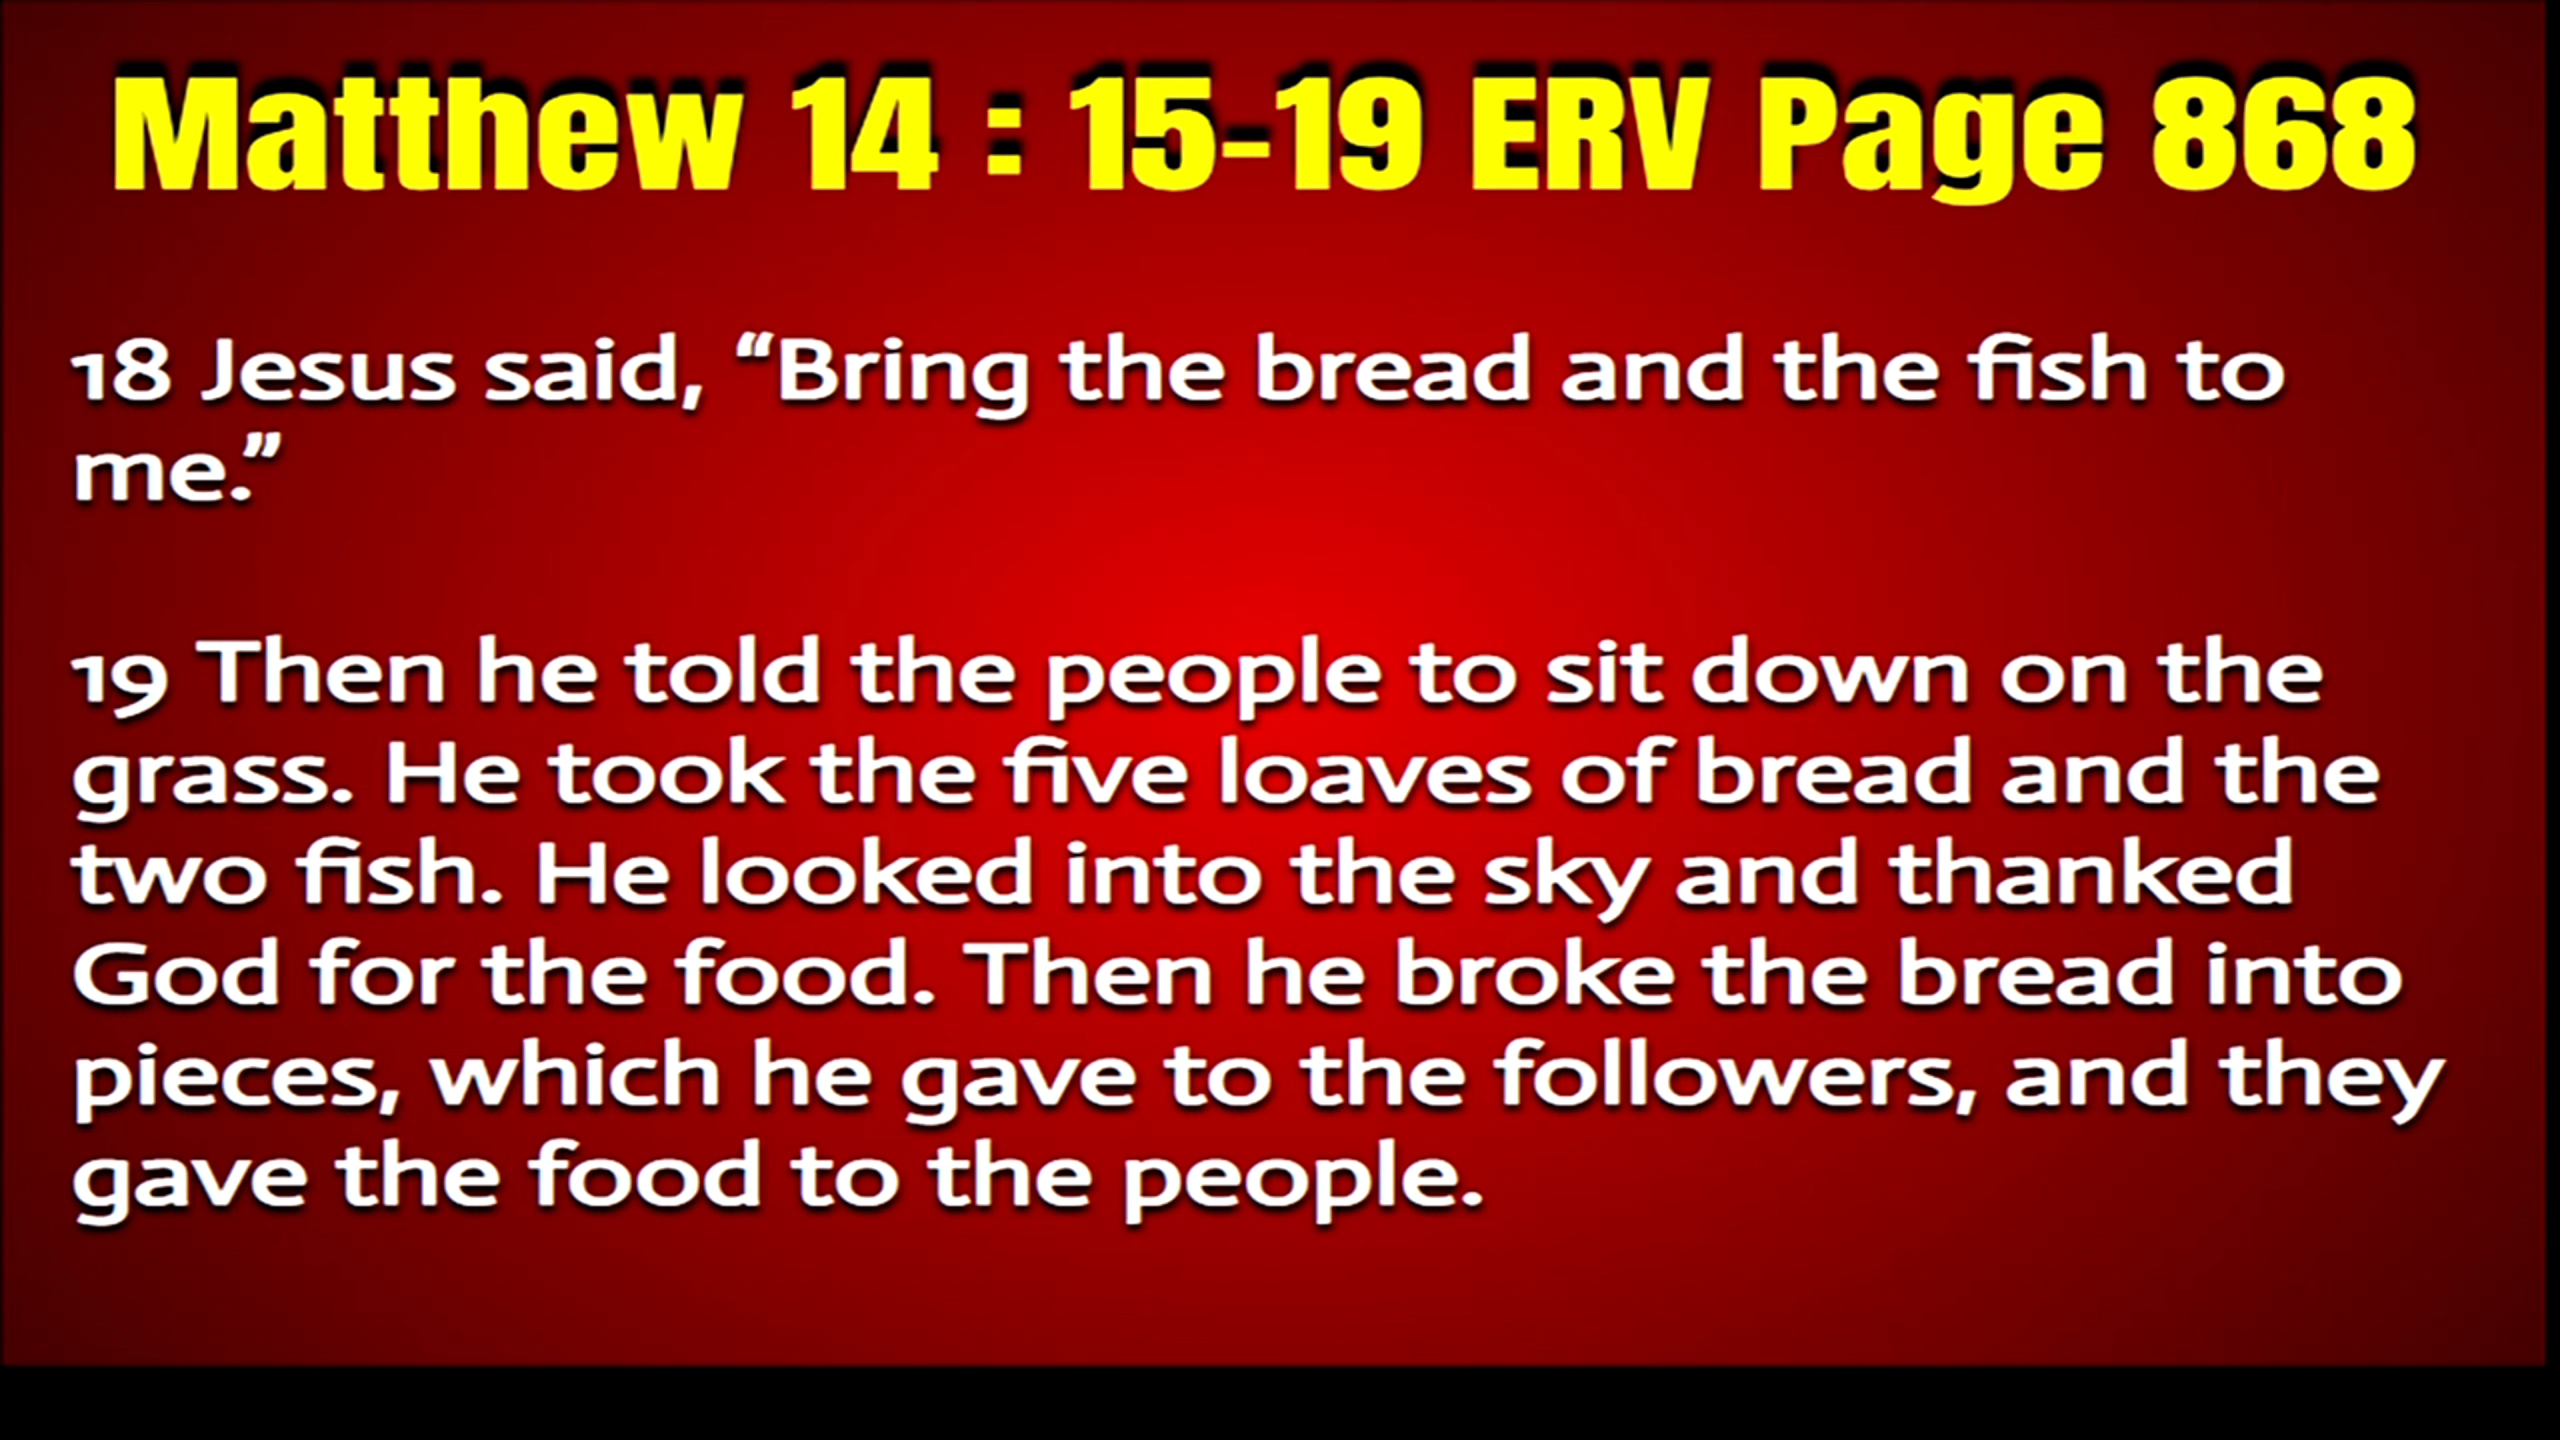 Matthew 14 : 15-19 ERV Page 868
18 Jesus said, “Bring the bread and the fish to
me.”
19 Then he told the people to sit down on the
grass. He took the five loaves of bread and the
two fish. He looked into the sky and thanked
God for the food. Then he broke the bread into
pieces, which he gave to the followers, and they
gave the food to the people.